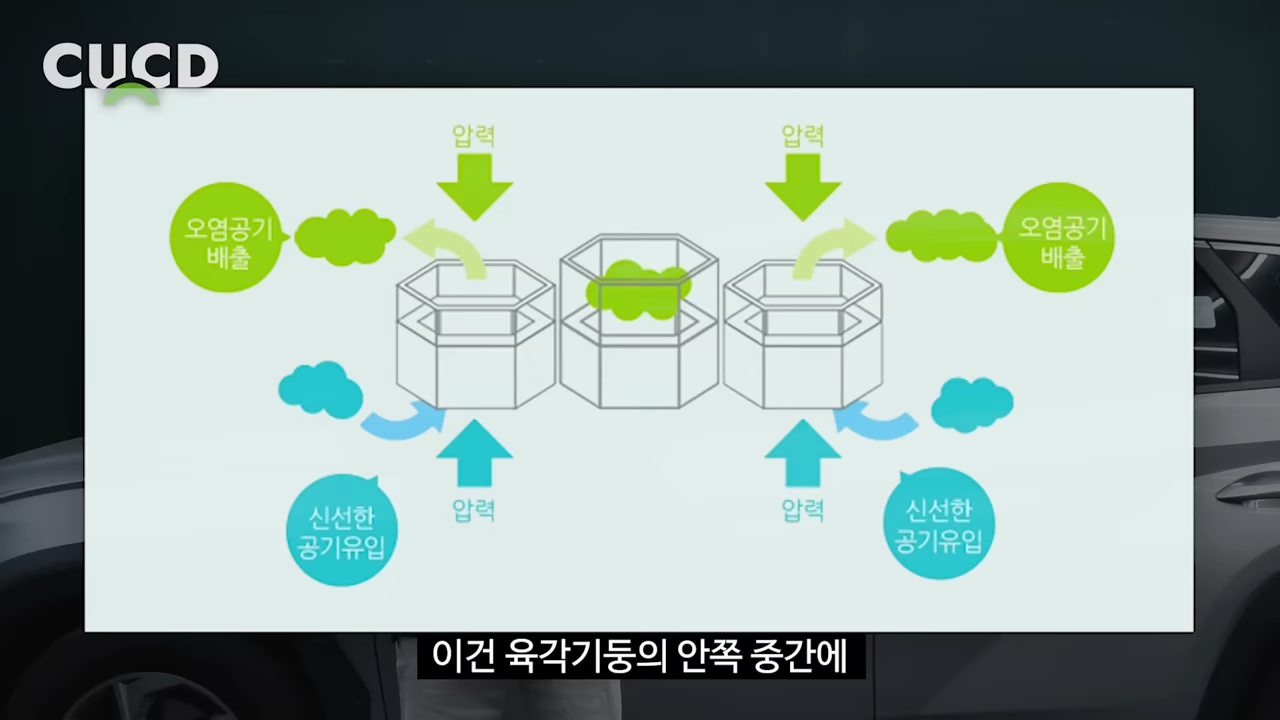 CUCD
압력
압력
오염공기
배출
오염공기
배출
신선한
공기유입
압력
압력
신선한
공기유입
이건 육각기둥의 안쪽 중간에